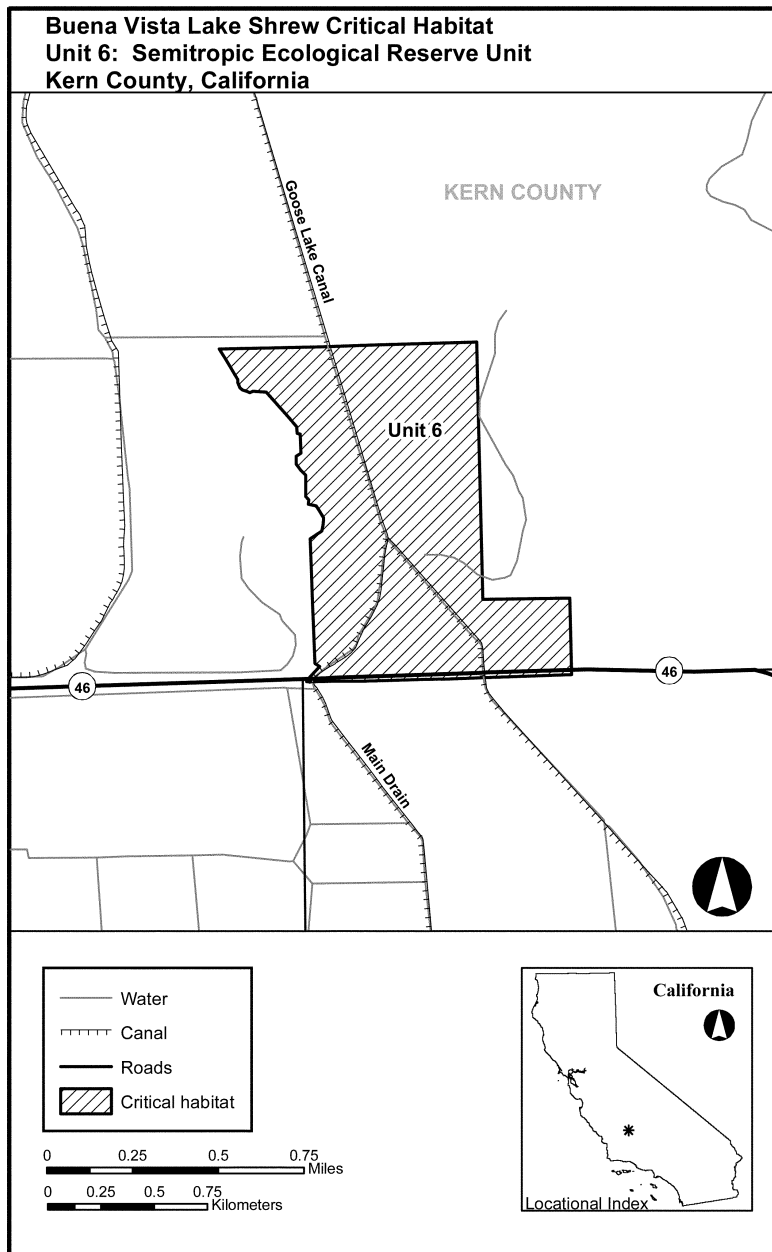 Buena Vista Lake Shrew Critical Habitat
Unit 6: Semitropic Ecological Reserve Unit
Kern County, California
KERN COUNTY
Goose Lake Canal
Unit 6
46
46
Main Drain
Water
Canal
Roads
Critical habitat
0 0.25 0.5 0.75
Miles
0 0.25 0.5 0.75
Kilometers
California
Locational Index